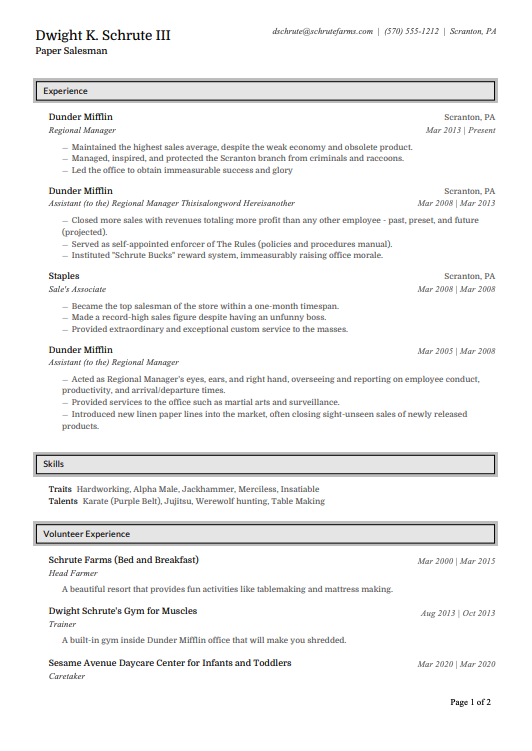 Dwight K. Schrute III
dschrute@schrutefarms.com | (570) 555-1212 | Scranton, PA
Paper Salesman
Experience
Dunder Mifflin Scranton, PA
Regional Manager Mar 2013 | Present
— Maintained the highest sales average, despite the weak economy and obsolete product.
— Managed, inspired, and protected the Scranton branch from criminals and raccoons.
— Led the office to obtain immeasurable success and glory
Dunder Mifflin Scranton, PA
Assistant (to the) Regional Manager Thisisalongword Hereisanother Mar 2008 | Mar 2013
— Closed more sales with revenues totaling more profit than any other employee - past, preset, and future
(projected).
— Served as self-appointed enforcer of The Rules (policies and procedures manual).
— Instituted "Schrute Bucks" reward system, immeasurably raising office morale.
Staples Scranton, PA
Sale's Associate Mar 2008 | Mar 2008
— Became the top salesman of the store within a one-month timespan.
— Made a record-high sales figure despite having an unfunny boss.
— Provided extraordinary and exceptional custom service to the masses.
Dunder Mifflin Mar 2005 | Mar 2008
Assistant (to the) Regional Manager
— Acted as Regional Manager's eyes, ears, and right hand, overseeing and reporting on employee conduct,
productivity, and arrival/departure times.
— Provided services to the office such as martial arts and surveillance.
— Introduced new linen paper lines into the market, often closing sight-unseen sales of newly released
products.
Skills
Traits Hardworking, Alpha Male, Jackhammer, Merciless, Insatiable
Talents Karate (Purple Belt), Jujitsu, Werewolf hunting, Table Making
Volunteer Experience
Schrute Farms (Bed and Breakfast) Mar 2000 | Mar 2015
Head Farmer
A beautiful resort that provides fun activities like tablemaking and mattress making.
Dwight Schrute's Gym for Muscles Aug 2013 | Oct 2013
Trainer
A built-in gym inside Dunder Mifflin office that will make you shredded.
Sesame Avenue Daycare Center for Infants and Toddlers Mar 2020 | Mar 2020
Caretaker
Page 1 of 2